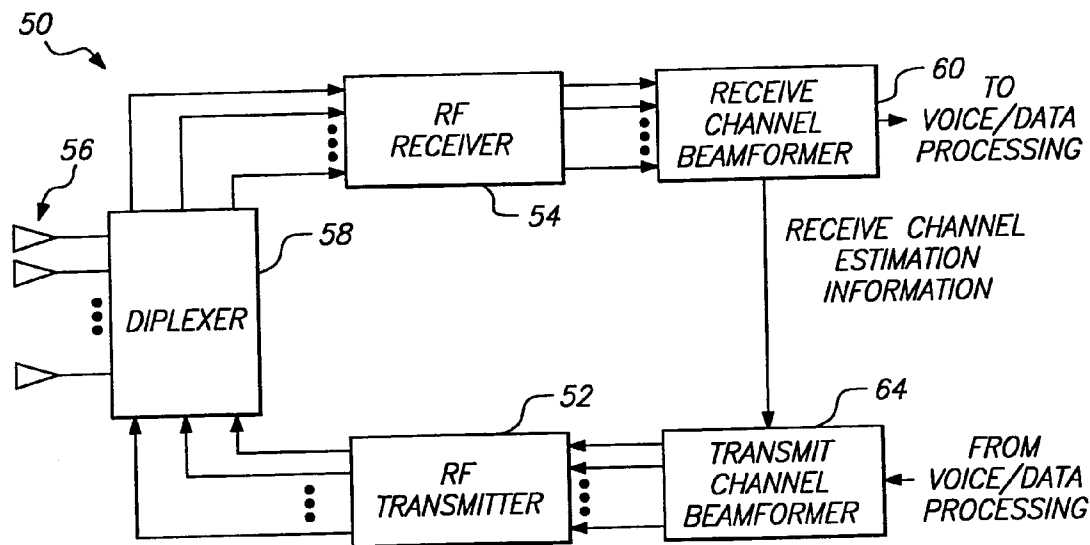 50
56
DIPLEXER
58
RF
RECEIVER
54
RECEIVE
CHANNEL
BEAMFORMER
60
TO
VOICE/DATA
PROCESSING
RECEIVE CHANNEL
ESTIMATION
INFORMATION
52
RF
TRANSMITTER
64
TRANSMIT
CHANNEL
BEAMFORMER
FROM
VOICE/DATA
PROCESSING